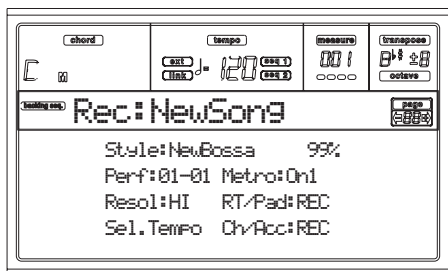 chord tempo measure transpose
ext link 120 seq 1 seq 2 001 octave
backing seq. Rec:NewSong page
Style:NewBossa 99%
Perf:01-01 Metro:On1
Resol:HI RT/Pad:REC
Sel.Tempo Ch/Acc:REC